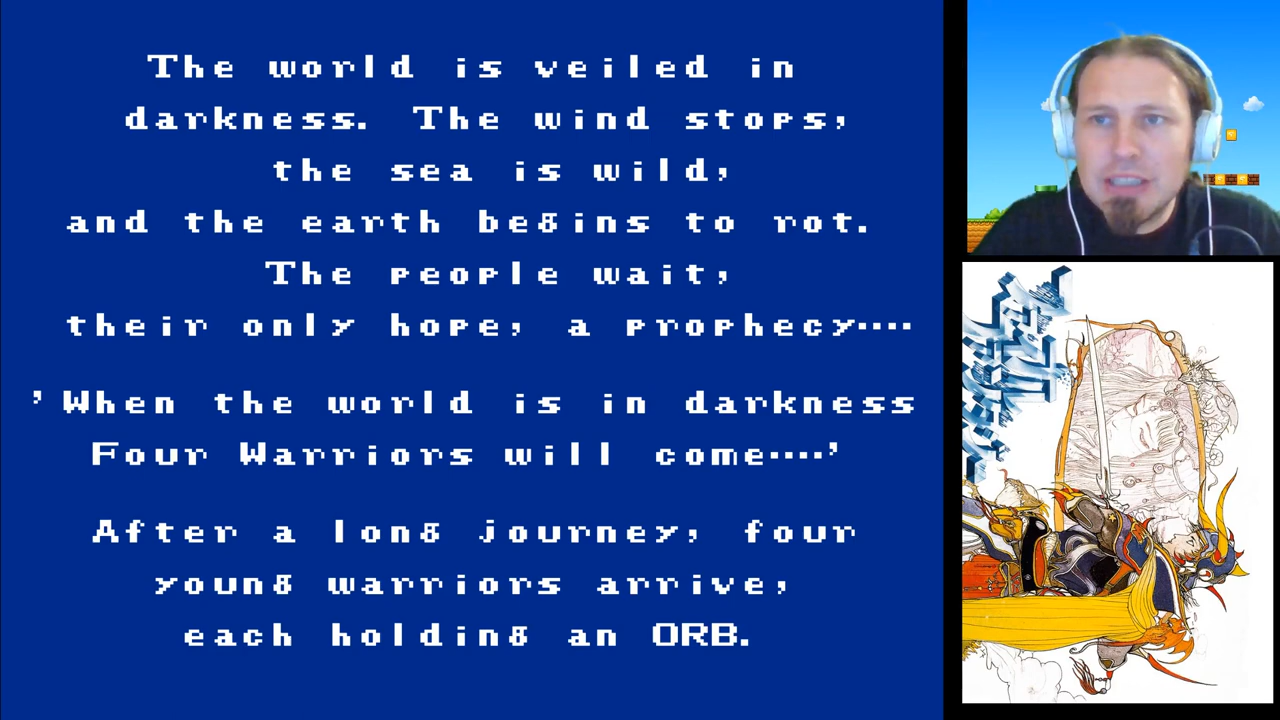 The world is veiled in
darkness. The wind stops,
the sea is wild,
and the earth begins to rot.
The people wait,
their only hope, a prophecy....
'When the world is in darkness
Four Warriors will come....'
After a long journey, four
young warriors arrive,
each holding an ORB.